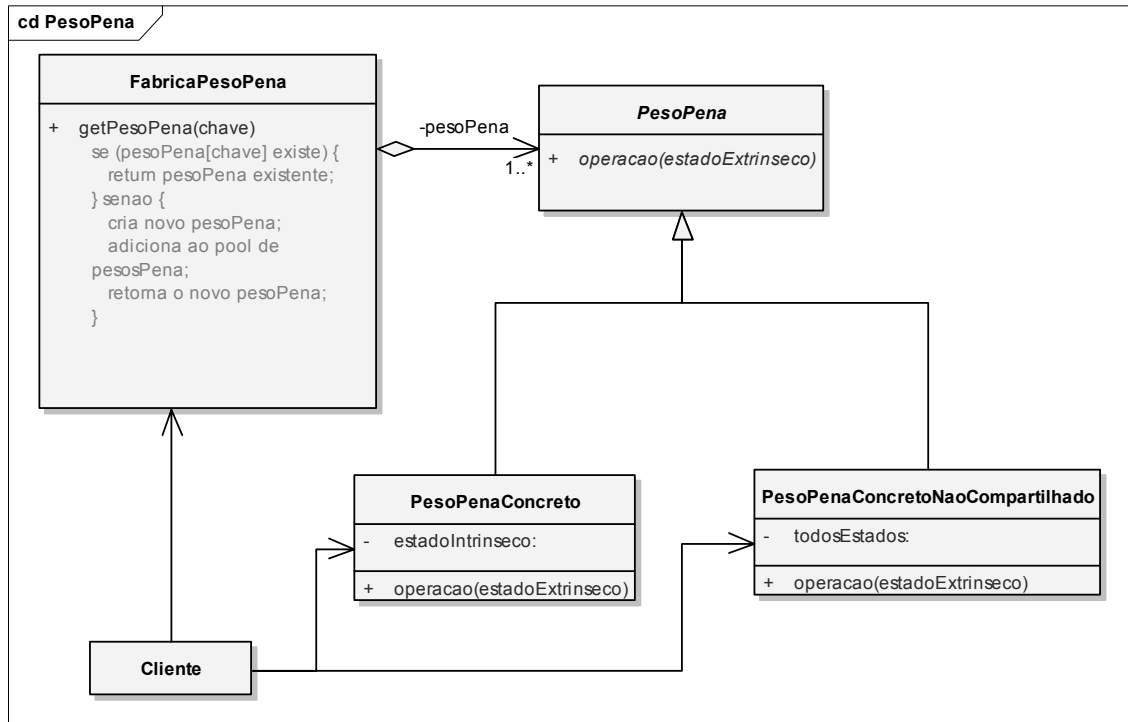 cd PesoPena
FabricaPesoPena
+ getPesoPena(chave)
se (pesoPena[chave] existe) {
return pesoPena existente;
} senao {
cria novo pesoPena;
adiciona ao pool de
pesosPena;
retorna o novo pesoPena;
}
-pesoPena
1..*
PesoPena
+ operacao(estadoExtrinseco)
PesoPenaConcreto
- estadoIntrinseco:
+ operacao(estadoExtrinseco)
PesoPenaConcretoNaoCompartilhado
- todosEstados:
+ operacao(estadoExtrinseco)
Cliente